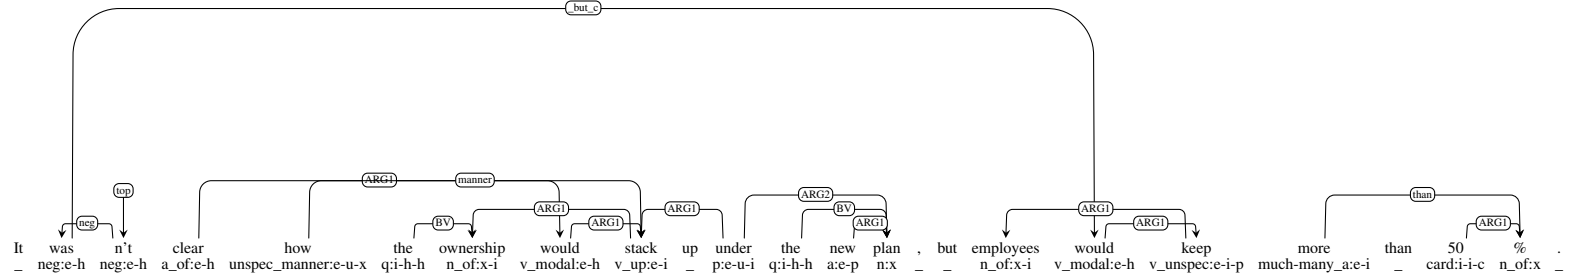 _but_c
ARG1 manner
top ARG2 than
neg BV ARG1 ARG1 ARG1 BV ARG1 ARG1 ARG1 ARG1
It was n't clear how the ownership would stack up under the new plan , but employees would keep more than 50 % .
_ neg:e-h neg:e-h a_of:e-h unspec_manner:e-u-x q:i-h-h n_of:x-i v_modal:e-h v_up:e-i _ p:e-u-i q:i-h-h a:e-p n:x _ _ n_of:x-i v_modal:e-h v_unspec:e-i-p much-many_a:e-i _ card:i-i-c n_of:x _